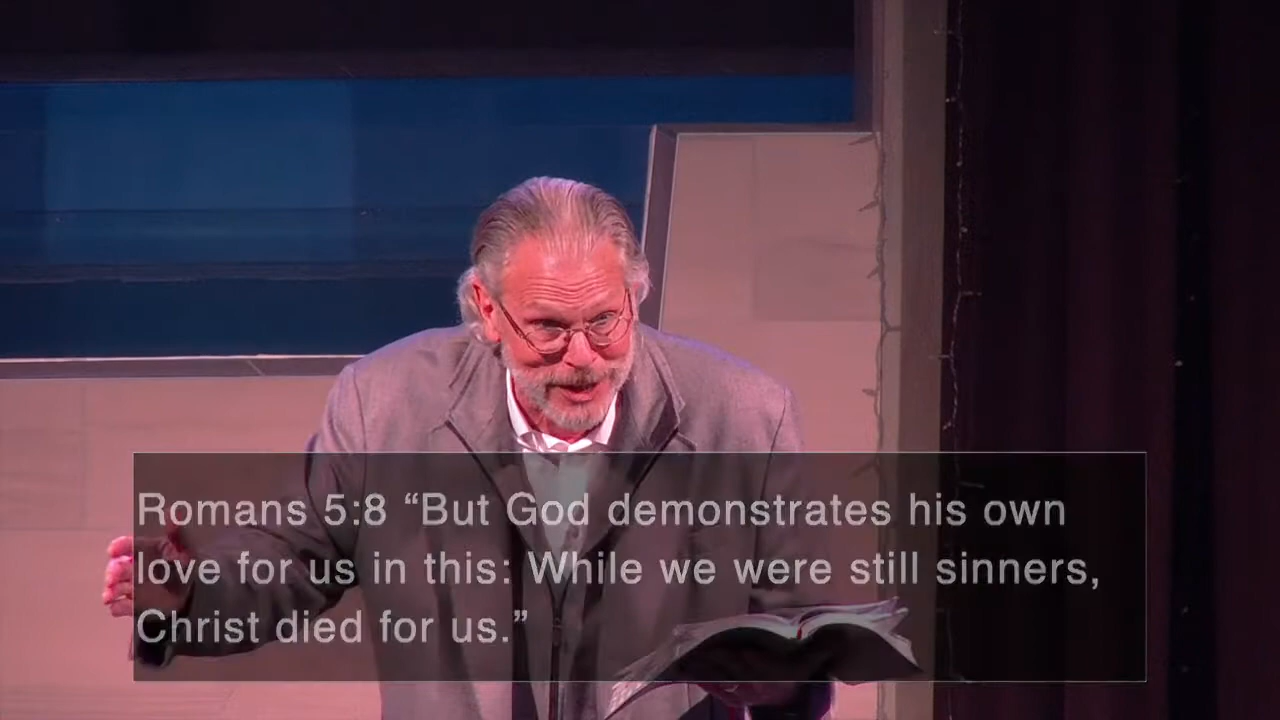 Romans 5:8 “But God demonstrates his own
love for us in this: While we were still sinners,
Christ died for us.”